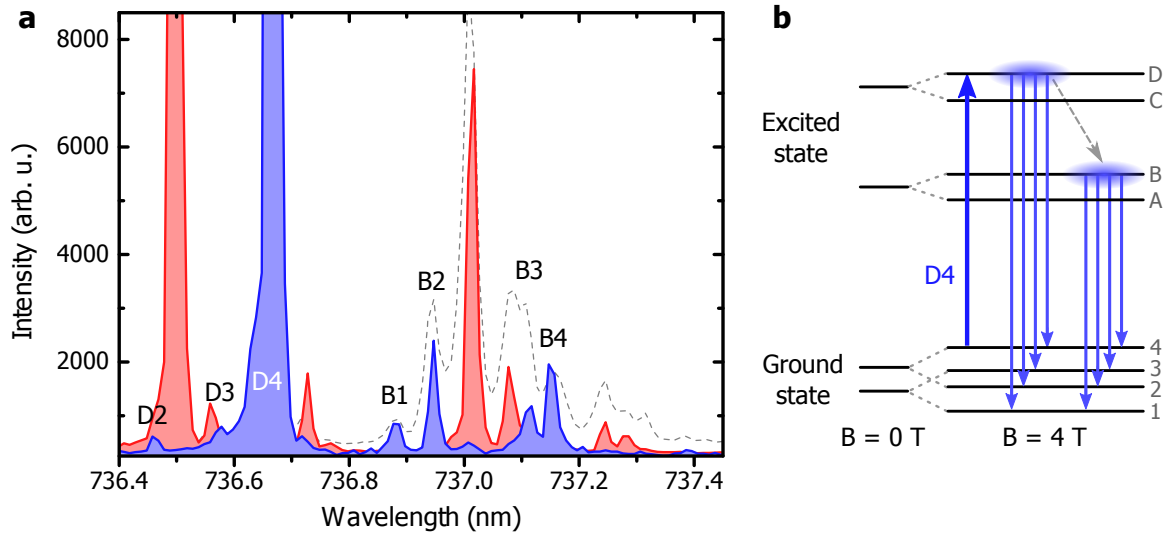 a
Intensity (arb. u.)
8000
6000
4000
2000
D2
D3
D4
B1
B2
B3
B4
736.4
736.6
736.8
737.0
737.2
737.4
Wavelength (nm)
b
D
C
Excited
state
B
A
D4
Ground
state
4
3
2
1
B = 0 T
B = 4 T